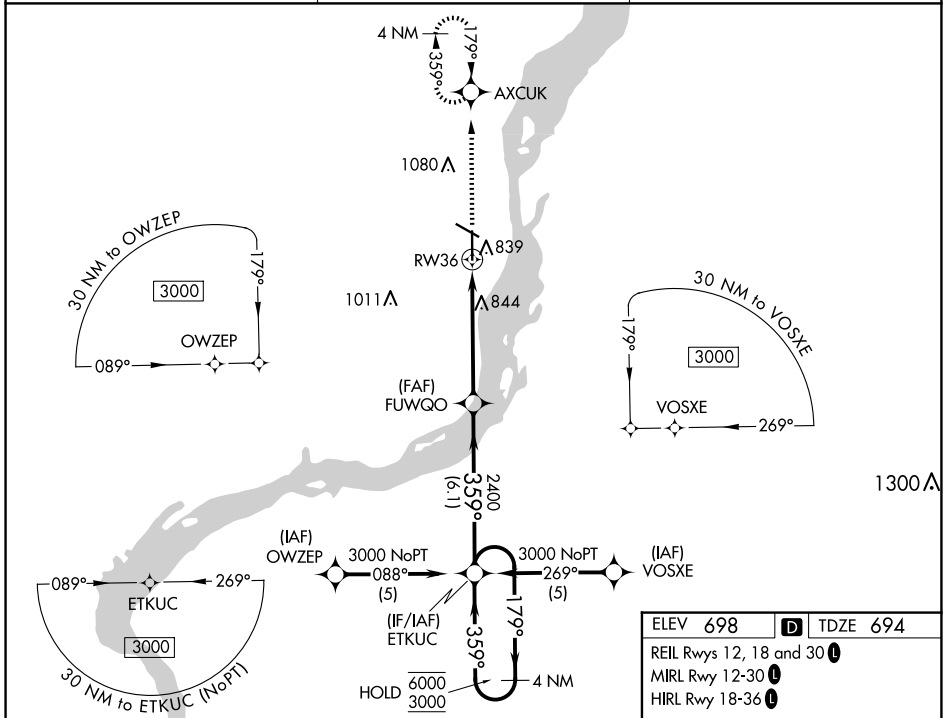 4 NM
179°
359°
AXCUK
1080
839
RW36
1011
844
30 NM to OWZEP
3000
179°
OWZEP
089°
30 NM to VOSXE
179°
3000
VOSXE
269°
(FAF)
FUWQO
1300
2400
359°
(6.1)
(IAF)
OWZEP
3000 NoPT
088°
(5)
3000 NoPT
269°
(5)
(IAF)
VOSXE
(IF/IAF)
ETKUC
179°
359°
HOLD 6000
3000
4 NM
089°
269°
ETKUC
3000
30 NM to ETKUC (NoPT)
ELEV 698 D TDZE 694
REIL Rwys 12, 18 and 30 L
MIRL Rwy 12-30 L
HIRL Rwy 18-36 L